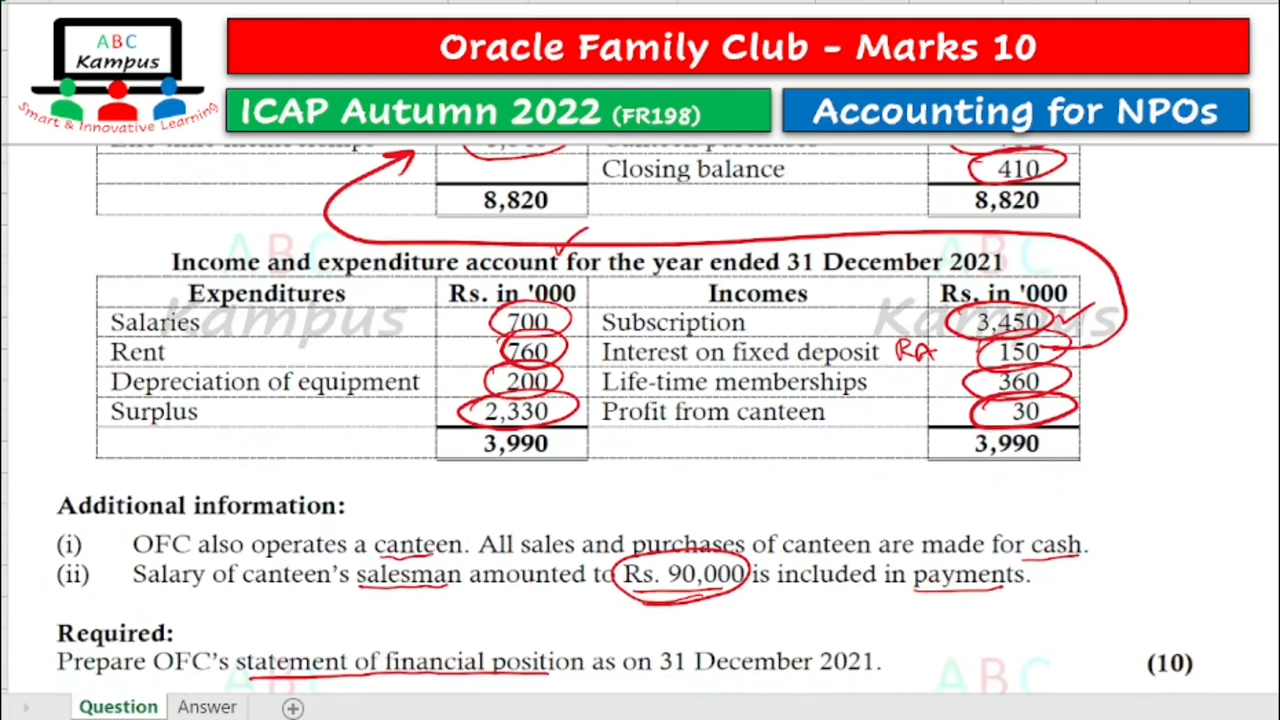 ABC
Kampus
Smart & Innovative Learning
Oracle Family Club - Marks 10
ICAP Autumn 2022 (FR198)
Accounting for NPOs
Closing balance 410
8,820 8,820
Income and expenditure account for the year ended 31 December 2021
Expenditures Rs. in '000 Incomes Rs. in '000
Salaries 700 Subscription 3,450
Rent 760 Interest on fixed deposit RA 150
Depreciation of equipment 200 Life-time memberships 360
Surplus 2,330 Profit from canteen 30
3,990 3,990
Additional information:
(i) OFC also operates a canteen. All sales and purchases of canteen are made for cash.
(ii) Salary of canteen's salesman amounted to Rs. 90,000 is included in payments.
Required:
Prepare OFC's statement of financial position as on 31 December 2021. (10)
ABC
Kampus
ABC
Kampus
ABC
ABC
Question Answer